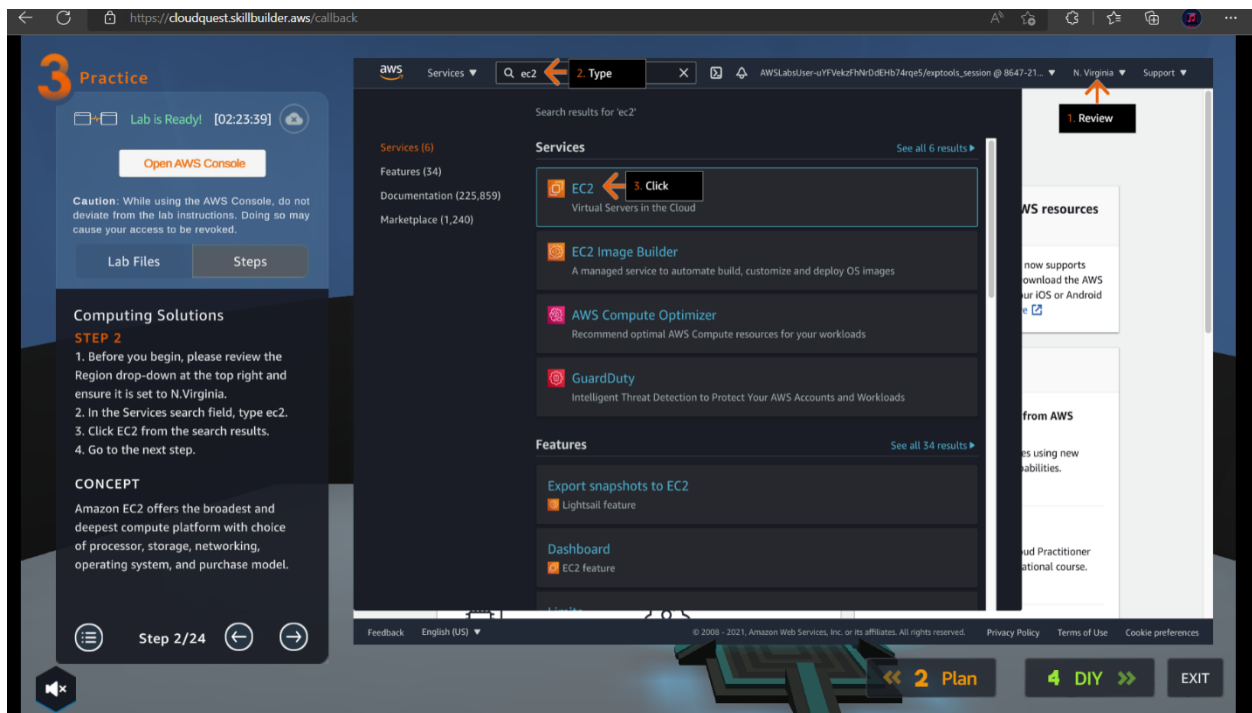 https://cloudquest.skillbuilder.aws/callback
3 Practice
Lab is Ready! [02:23:39]
Open AWS Console
Caution: While using the AWS Console, do not
deviate from the lab instructions. Doing so may
cause your access to be revoked.
Lab Files Steps
Computing Solutions
STEP 2
1. Before you begin, please review the
Region drop-down at the top right and
ensure it is set to N.Virginia.
2. In the Services search field, type ec2.
3. Click EC2 from the search results.
4. Go to the next step.
CONCEPT
Amazon EC2 offers the broadest and
deepest compute platform with choice
of processor, storage, networking,
operating system, and purchase model.
Step 2/24
aws Services ec2 2. Type AWSLabsUser-uYFVekzFhNrDdEHb74rqe5/exptools_session @ 8647-21... N. Virginia Support
1. Review
Search results for 'ec2'
Services (6)
Features (34)
Documentation (225,859)
Marketplace (1,240)
Services See all 6 results
EC2 3. Click
Virtual Servers in the Cloud
EC2 Image Builder
A managed service to automate build, customize and deploy OS images
AWS Compute Optimizer
Recommend optimal AWS Compute resources for your workloads
GuardDuty
Intelligent Threat Detection to Protect Your AWS Accounts and Workloads
Features See all 34 results
Export snapshots to EC2
Lightsail feature
Dashboard
EC2 feature
WS resources
now supports
ownload the AWS
ur iOS or Android
e
from AWS
es using new
pabilities.
ud Practitioner
ational course.
Feedback English (US) © 2008 - 2021, Amazon Web Services, Inc. or its affiliates. All rights reserved. Privacy Policy Terms of Use Cookie preferences
2 Plan
4 DIY
EXIT